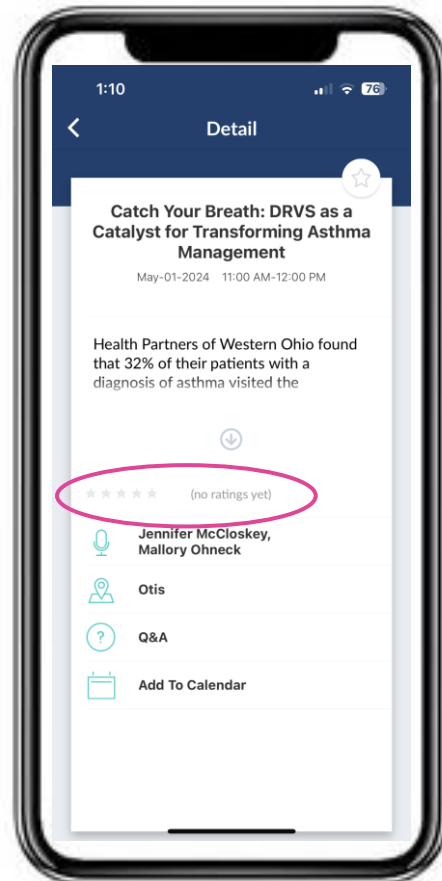 1:10
76
Detail
Catch Your Breath: DRVS as a
Catalyst for Transforming Asthma
Management
May-01-2024 11:00 AM-12:00 PM
Health Partners of Western Ohio found
that 32% of their patients with a
diagnosis of asthma visited the
(no ratings yet)
Jennifer McCloskey,
Mallory Ohneck
Otis
? Q&A
Add To Calendar